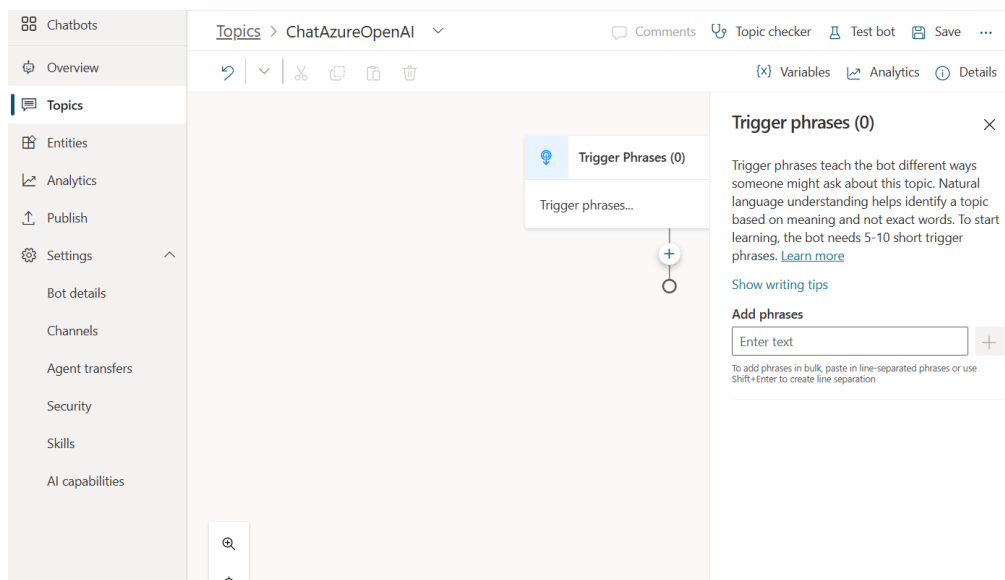 Chatbots
Overview
Topics
Entities
Analytics
Publish
Settings
Bot details
Channels
Agent transfers
Security
Skills
AI capabilities
Topics > ChatAzureOpenAI
Comments Topic checker Test bot Save ...
{x} Variables Analytics Details
Trigger Phrases (0)
Trigger phrases...
Trigger phrases (0)
Trigger phrases teach the bot different ways
someone might ask about this topic. Natural
language understanding helps identify a topic
based on meaning and not exact words. To start
learning, the bot needs 5-10 short trigger
phrases. Learn more
Show writing tips
Add phrases
Enter text
To add phrases in bulk, paste in line-separated phrases or use
Shift+Enter to create line separation